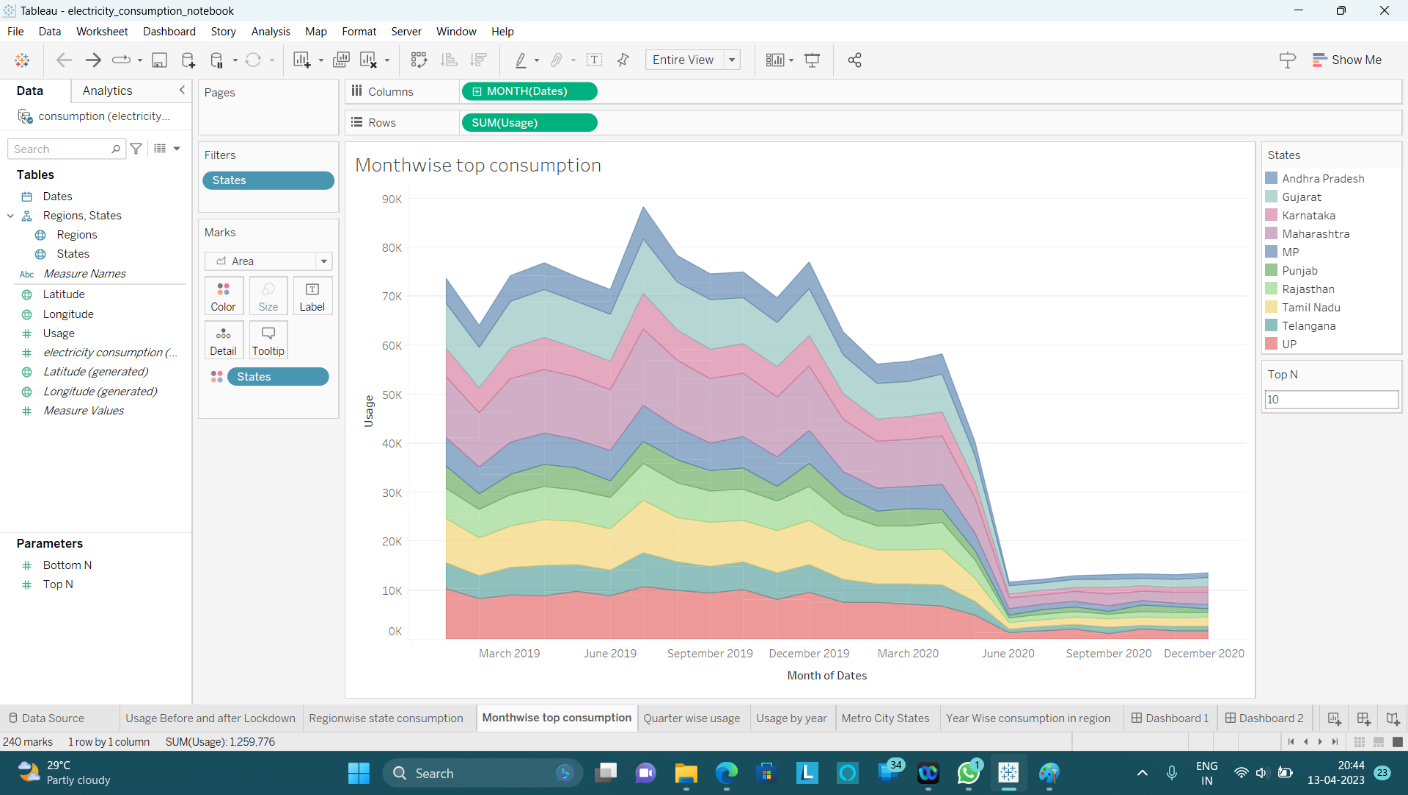 Tableau - electricity_consumption_notebook
File Data Worksheet Dashboard Story Analysis Map Format Server Window Help
Entire View
Show Me
Data Analytics
consumption (electricity...
Search
Tables
Dates
Regions, States
Regions
States
Abc Measure Names
Latitude
Longitude
Usage
electricity consumption (...
Latitude (generated)
Longitude (generated)
Measure Values
Parameters
Bottom N
Top N
Pages
Filters
States
Marks
Area
Color Size Label
Detail Tooltip
States
Columns MONTH(Dates)
Rows SUM(Usage)
Monthwise top consumption
90K
80K
70K
60K
50K
40K
30K
20K
10K
0K
Usage
March 2019 June 2019 September 2019 December 2019 March 2020 June 2020 September 2020 December 2020
Month of Dates
States
Andhra Pradesh
Gujarat
Karnataka
Maharashtra
MP
Punjab
Rajasthan
Tamil Nadu
Telangana
UP
Top N
10
Data Source Usage Before and after Lockdown Regionwise state consumption Monthwise top consumption Quarter wise usage Usage by year Metro City States Year Wise consumption in region Dashboard 1 Dashboard 2
240 marks 1 row by 1 column SUM(Usage): 1,259,776
29°C
Partly cloudy
Search
L
34
1
ENG
IN
20:44
13-04-2023
23